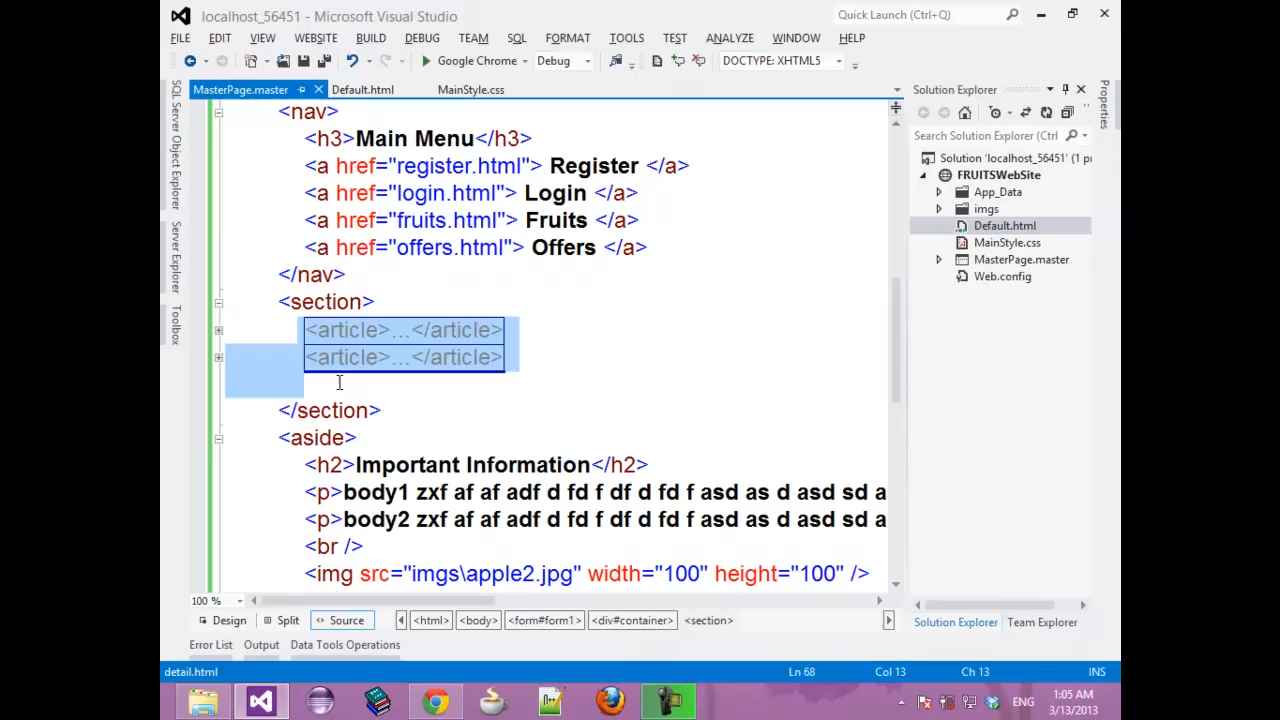 localhost_56451 - Microsoft Visual Studio
Quick Launch (Ctrl+Q)
FILE EDIT VIEW WEBSITE BUILD DEBUG TEAM SQL FORMAT TOOLS TEST ANALYZE WINDOW HELP
Google Chrome Debug DOCTYPE: XHTML5
MasterPage.master Default.html MainStyle.css
SQL Server Object Explorer
Server Explorer
Toolbox
<nav>
<h3>Main Menu</h3>
<a href="register.html"> Register </a>
<a href="login.html"> Login </a>
<a href="fruits.html"> Fruits </a>
<a href="offers.html"> Offers </a>
</nav>
<section>
<article>...</article>
<article>...</article>
</section>
<aside>
<h2>Important Information</h2>
<p>body1 zxf af af adf d fd f df d fd f asd as d asd sd a
<p>body2 zxf af af adf d fd f df d fd f asd as d asd sd a
<br />
<img src="imgs\apple2.jpg" width="100" height="100" />
100 %
Design Split Source <html> <body> <form#form1> <div#container> <section>
Error List Output Data Tools Operations
Solution Explorer
Search Solution Explorer (Ctrl
Solution 'localhost_56451' (1 pr
FRUITSWebSite
App_Data
imgs
Default.html
MainStyle.css
MasterPage.master
Web.config
Solution Explorer Team Explorer
Properties
detail.html Ln 68 Col 13 Ch 13 INS
ENG
1:05 AM
3/13/2013